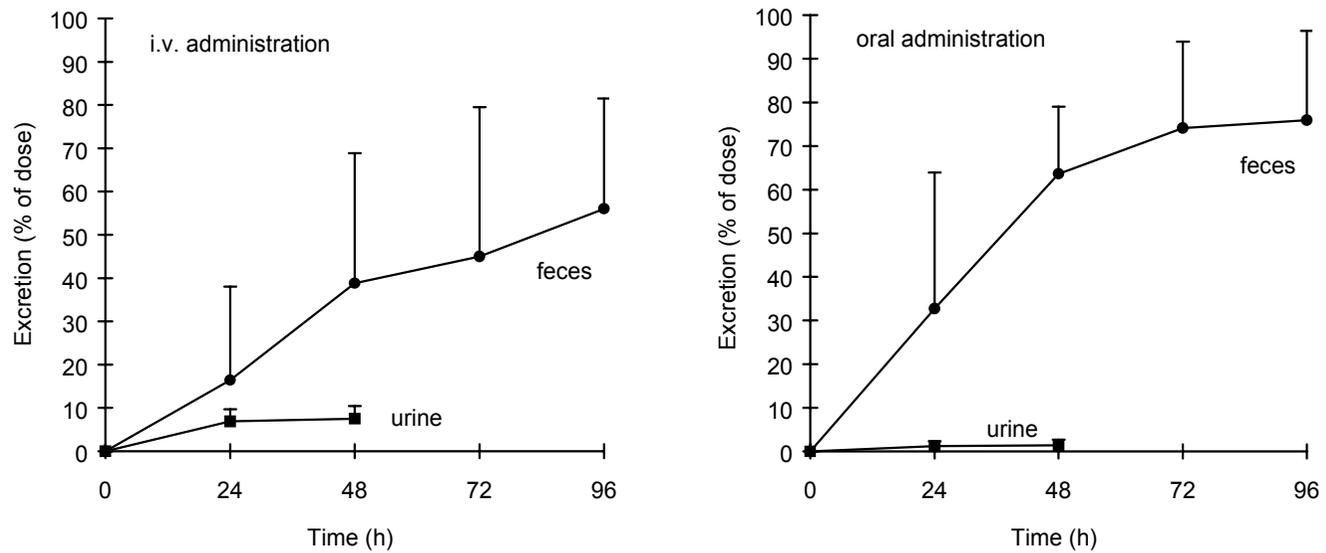 i.v. administration
100
90
80
70
60
50
40
30
20
10
0
Excretion (% of dose)
feces
urine
0 24 48 72 96
Time (h)
oral administration
100
90
80
70
60
50
40
30
20
10
0
Excretion (% of dose)
feces
urine
0 24 48 72 96
Time (h)